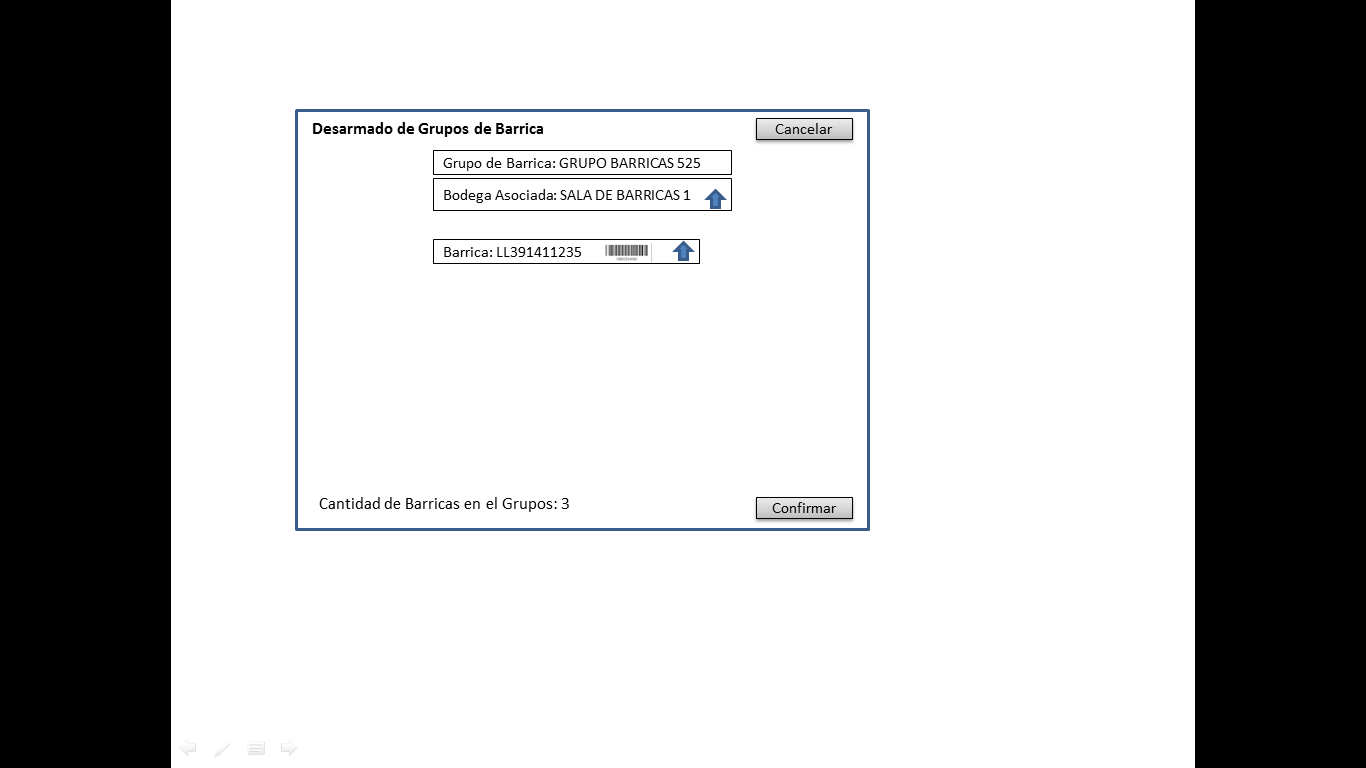 Desarmado de Grupos de Barrica
Cancelar
Grupo de Barrica: GRUPO BARRICAS 525
Bodega Asociada: SALA DE BARRICAS 1
Barrica: LL391411235
Cantidad de Barricas en el Grupos: 3
Confirmar